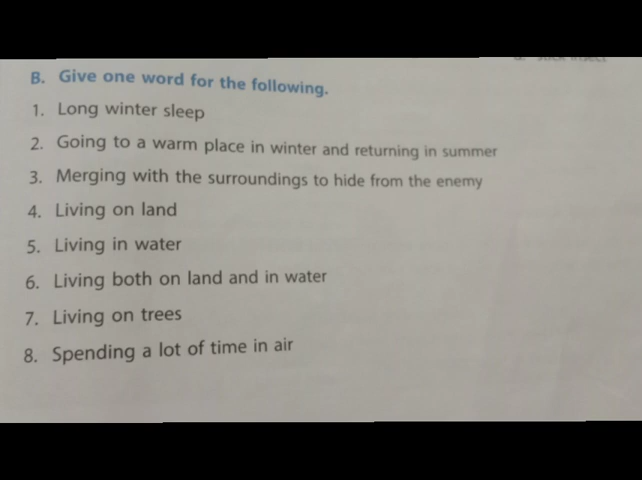 B. Give one word for the following.
1. Long winter sleep
2. Going to a warm place in winter and returning in summer
3. Merging with the surroundings to hide from the enemy
4. Living on land
5. Living in water
6. Living both on land and in water
7. Living on trees
8. Spending a lot of time in air